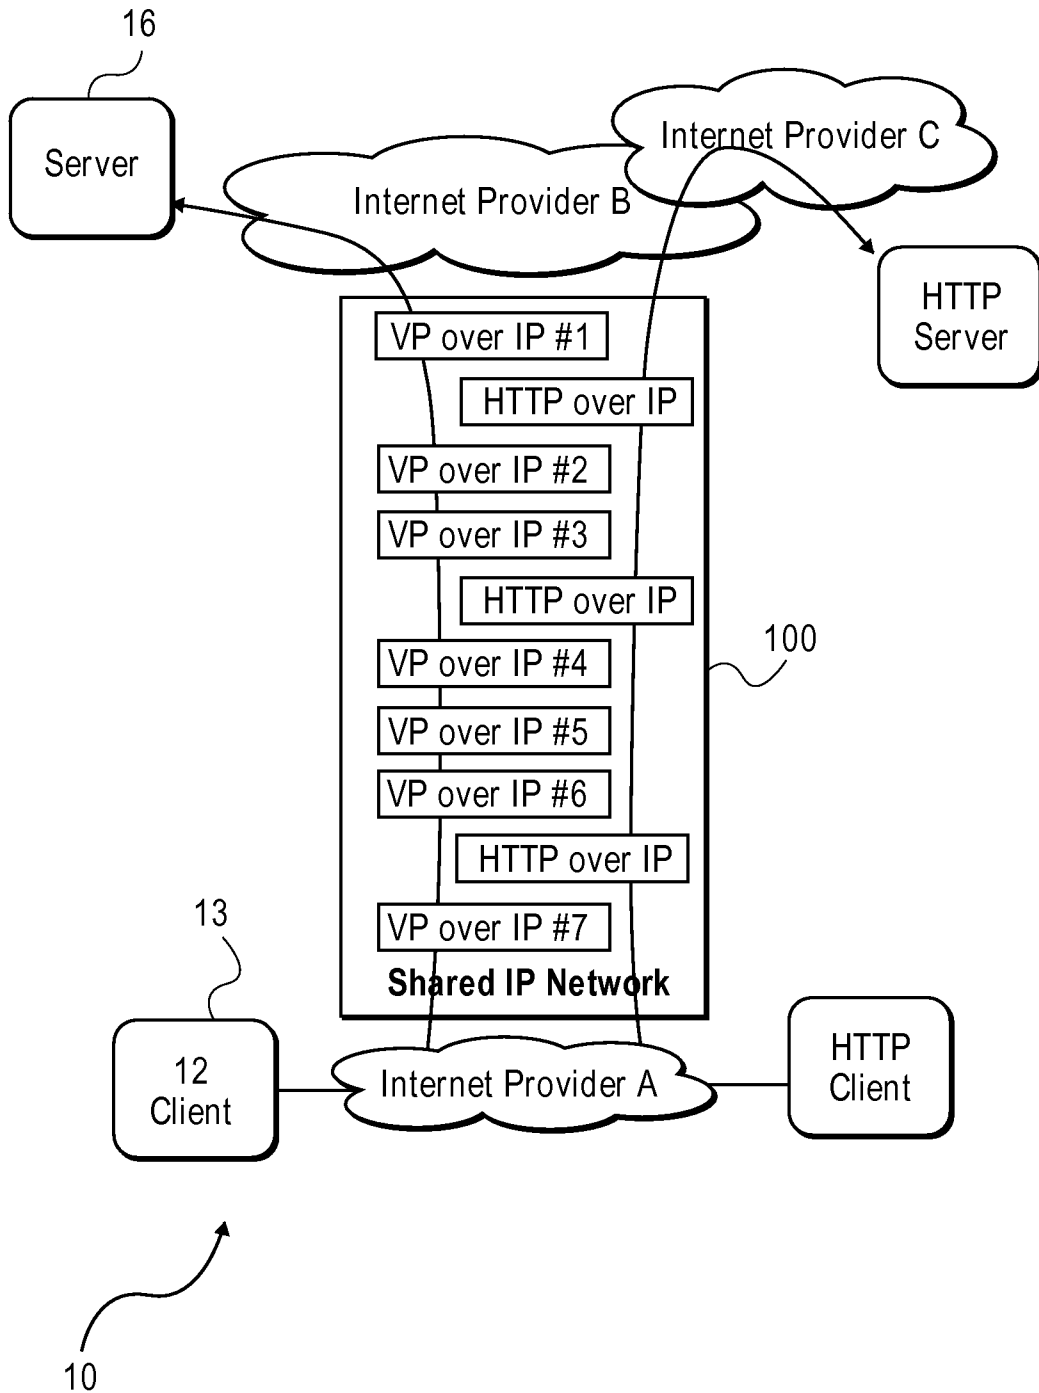 16
Server
Internet Provider C
Internet Provider B
HTTP
Server
VP over IP #1
HTTP over IP
VP over IP #2
VP over IP #3
HTTP over IP
100
VP over IP #4
VP over IP #5
VP over IP #6
HTTP over IP
13
VP over IP #7
Shared IP Network
12
Client
Internet Provider A
HTTP
Client
10